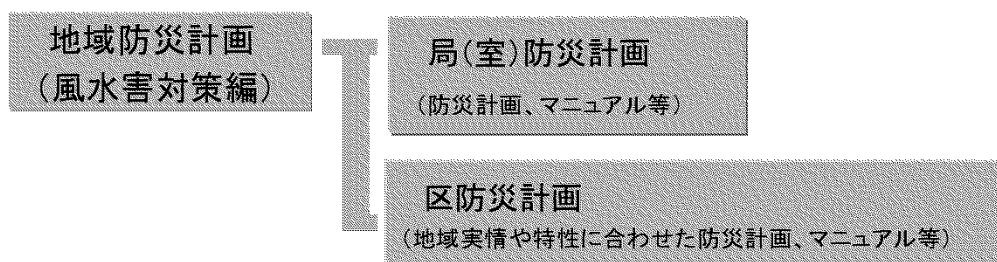 地域防災計画
（風水害対策編）
局（室）防災計画
（防災計画、マニュアル等）
区防災計画
（地域実情や特性に合わせた防災計画、マニュアル等）